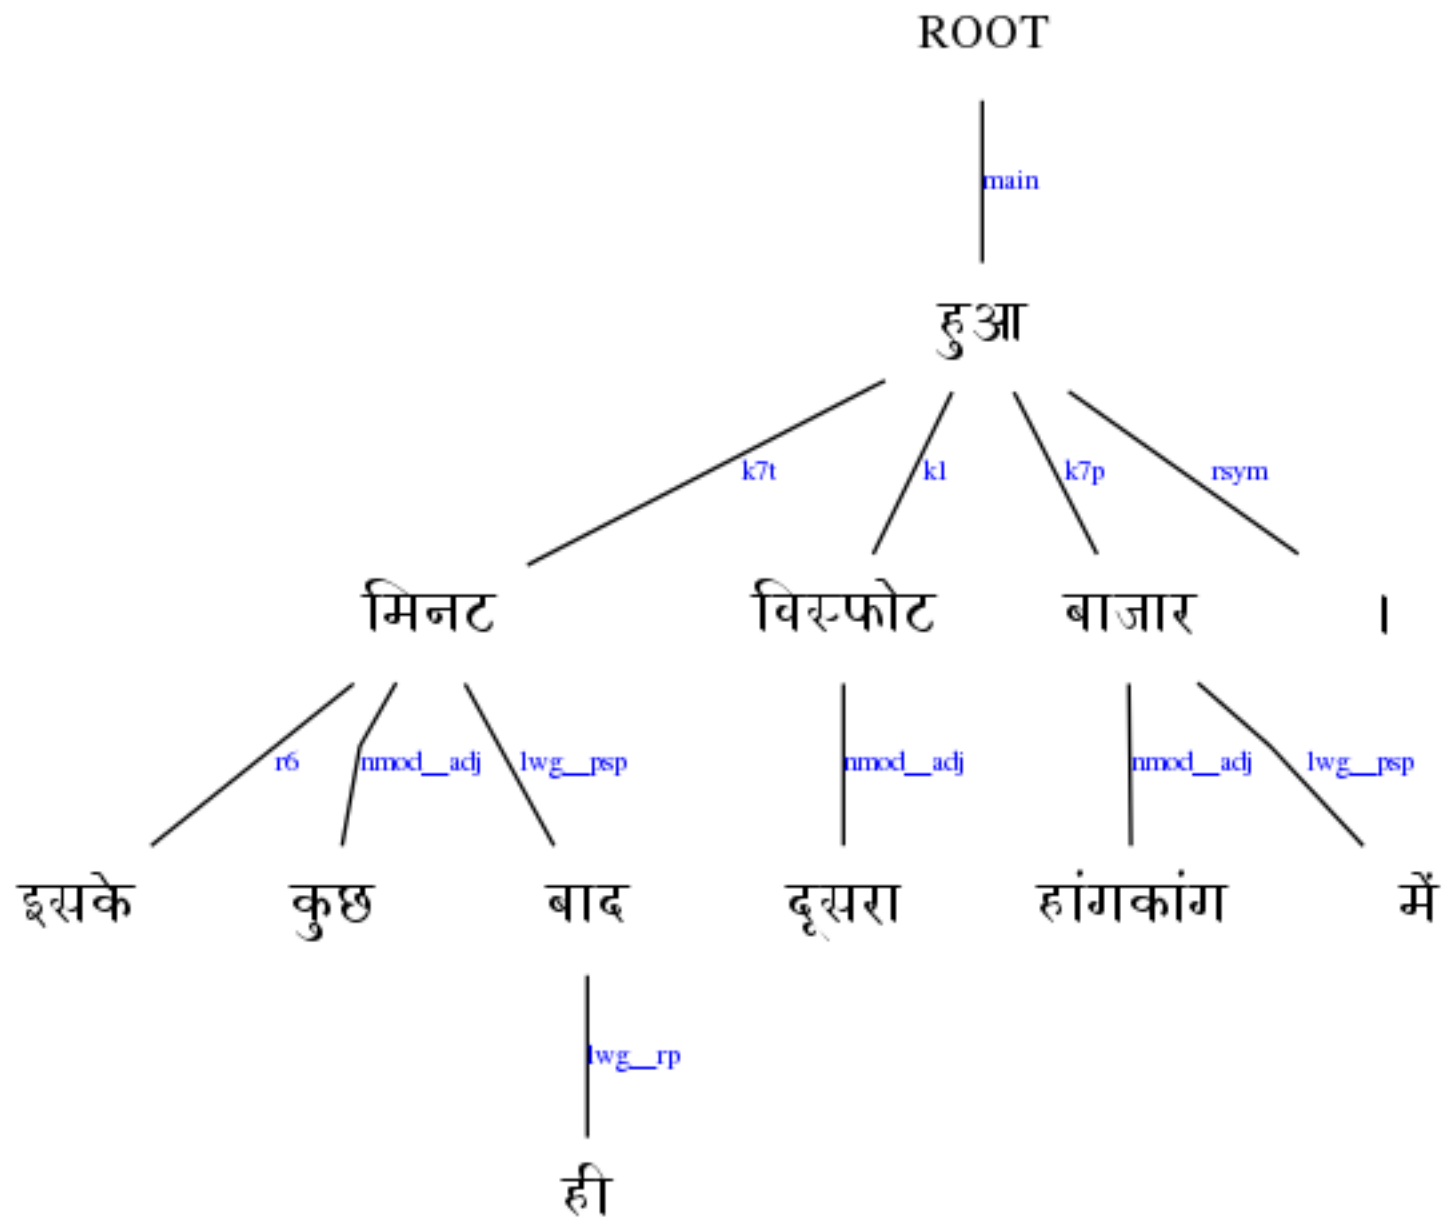 ROOT
main
हुआ
k7t k1 k7p rsym
मिनट विस्फोट बाजार ।
r6 nmod__adj lwg__psp nmod__adj nmod__adj lwg__psp
इसके कुछ बाद दूसरा हांगकांग में
lwg__rp
ही